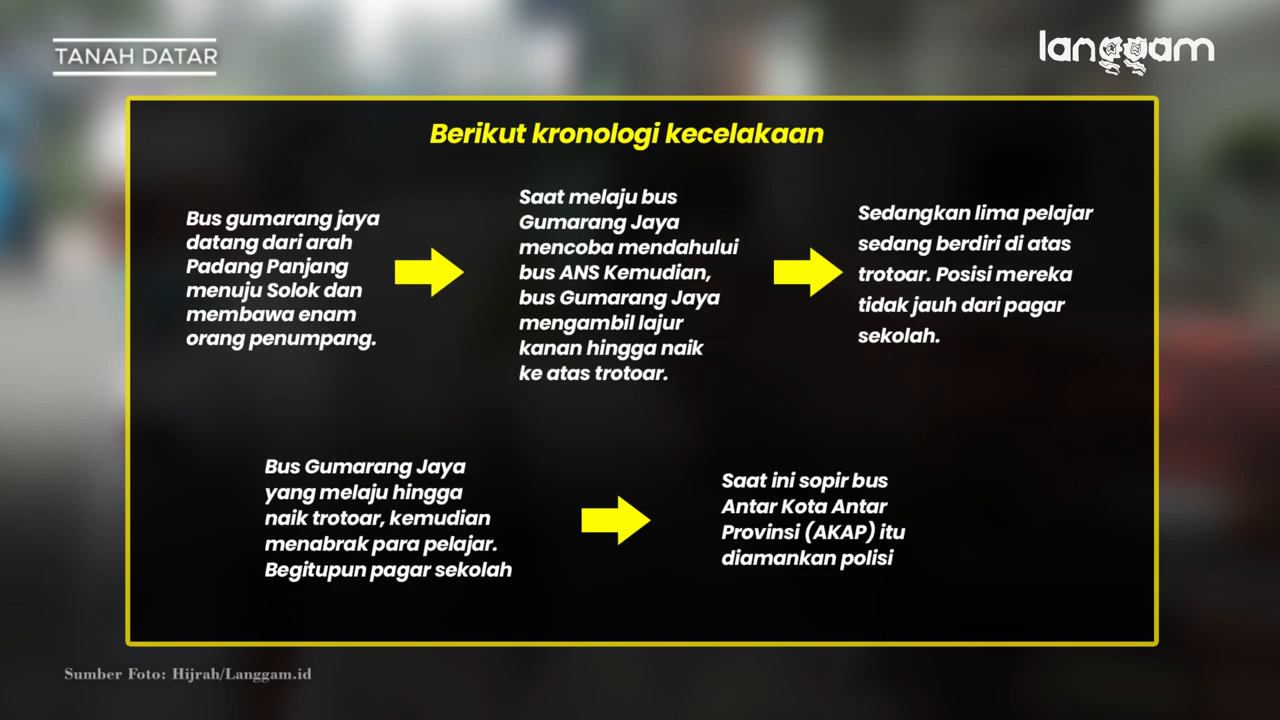 TANAH DATAR
langgam
Berikut kronologi kecelakaan
Bus gumarang jaya
datang dari arah
Padang Panjang
menuju Solok dan
membawa enam
orang penumpang.
Saat melaju bus
Gumarang Jaya
mencoba mendahului
bus ANS Kemudian,
bus Gumarang Jaya
mengambil lajur
kanan hingga naik
ke atas trotoar.
Sedangkan lima pelajar
sedang berdiri di atas
trotoar. Posisi mereka
tidak jauh dari pagar
sekolah.
Bus Gumarang Jaya
yang melaju hingga
naik trotoar, kemudian
menabrak para pelajar.
Begitupun pagar sekolah
Saat ini sopir bus
Antar Kota Antar
Provinsi (AKAP) itu
diamankan polisi
Sumber Foto: Hijrah/Langgam.id